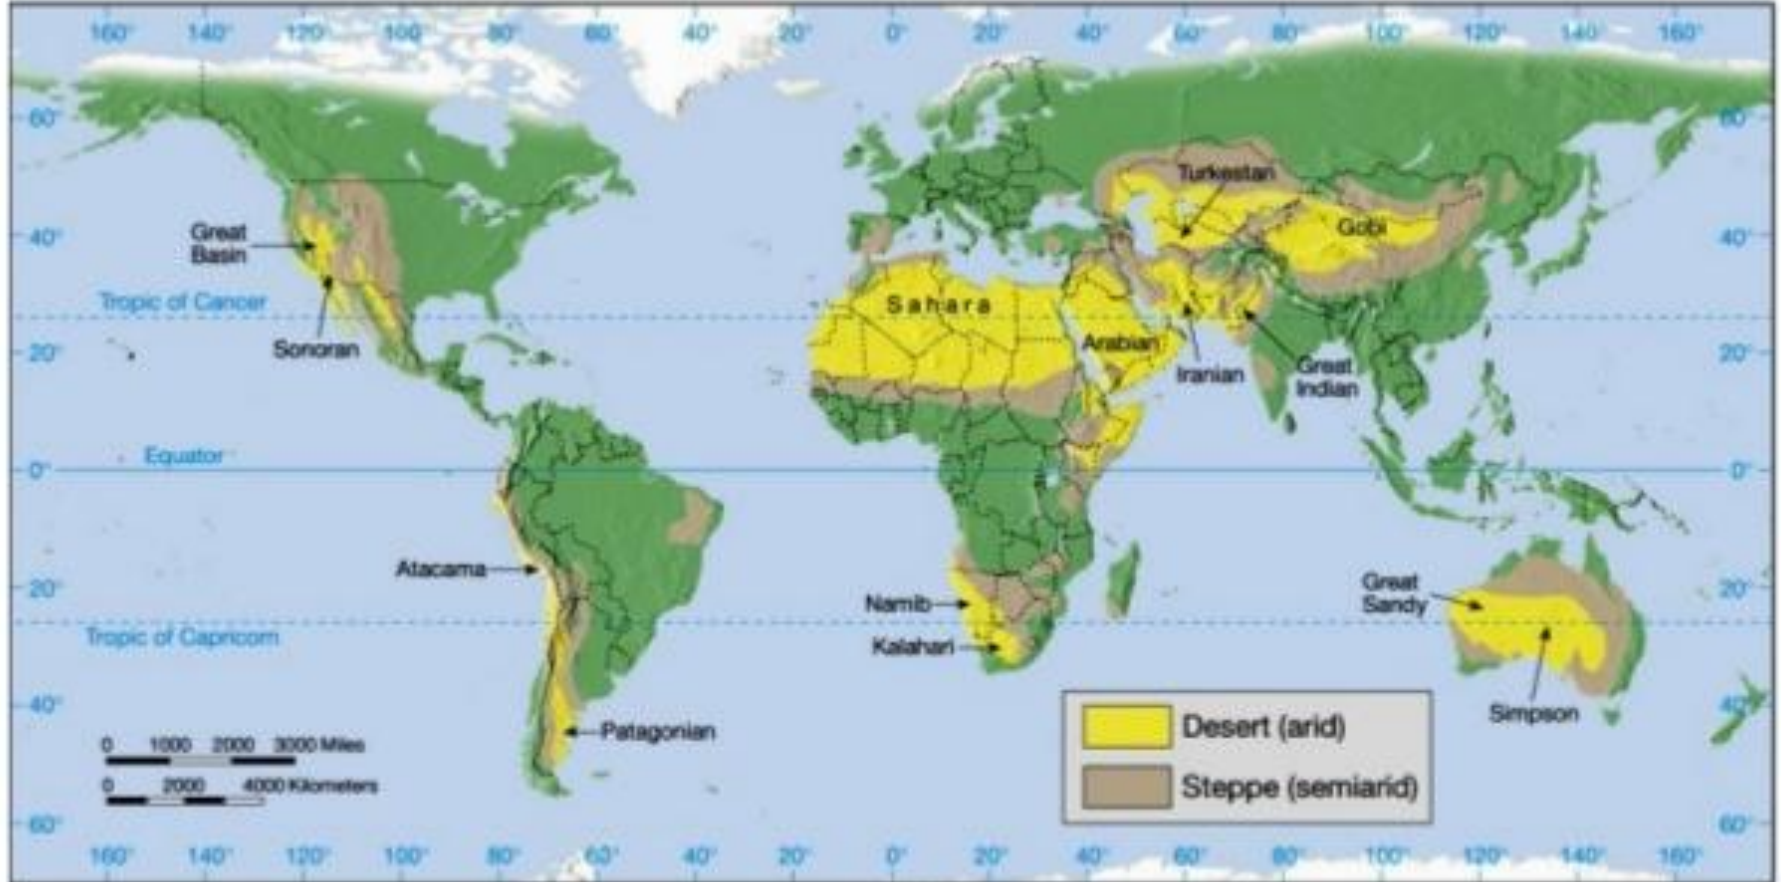 160° 140° 120° 100° 80° 60° 40° 20° 0° 20° 40° 60° 80° 100° 120° 140° 160°
60° 60°
Turkestan
Great
Basin
40° Gobi 40°
Tropic of Cancer
Sahara
Sonoran
20° Arabian 20°
Iranian
Great
Indian
Equator
0° 0°
Atacama
20° 20°
Great
Sandy
Namib
Tropic of Capricorn
Kalahari
40° 40°
Simpson
Patagonian
Desert (arid)
0 1000 2000 3000 Miles
0 2000 4000 Kilometers
Steppe (semiarid)
60° 60°
160° 140° 120° 100° 80° 60° 40° 20° 0° 20° 40° 60° 80° 100° 120° 140° 160°